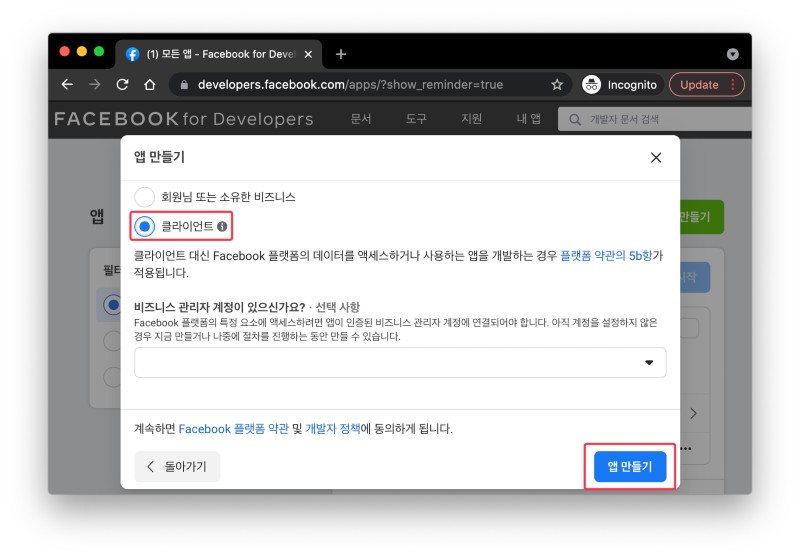 (1) 모든 앱 - Facebook for Deve
developers.facebook.com/apps/?show_reminder=true
Incognito
Update
FACEBOOK for Developers
문서
도구
지원
내 앱
개발자 문서 검색
앱 만들기
회원님 또는 소유한 비즈니스
앱
만들기
클라이언트
클라이언트 대신 Facebook 플랫폼의 데이터를 액세스하거나 사용하는 앱을 개발하는 경우 플랫폼 약관의 5b항가
적용됩니다.
필터
시작
비즈니스 관리자 계정이 있으신가요? · 선택 사항
Facebook 플랫폼의 특정 요소에 액세스하려면 앱이 인증된 비즈니스 관리자 계정에 연결되어야 합니다. 아직 계정을 설정하지 않은
경우 지금 만들거나 나중에 절차를 진행하는 동안 만들 수 있습니다.
계속하면 Facebook 플랫폼 약관 및 개발자 정책에 동의하게 됩니다.
돌아가기
앱 만들기